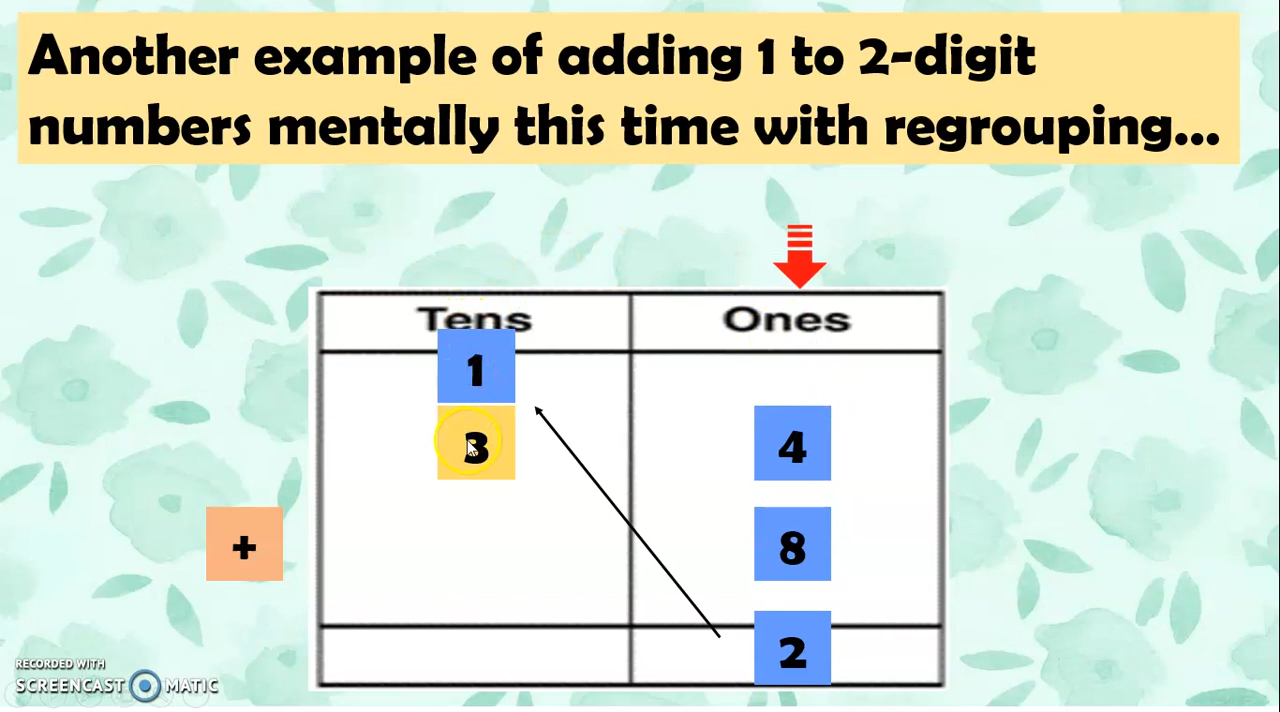 Another example of adding 1 to 2-digit
numbers mentally this time with regrouping...
Tens Ones
1
3 4
+ 8
2
RECORDED WITH
SCREENCAST MATIC